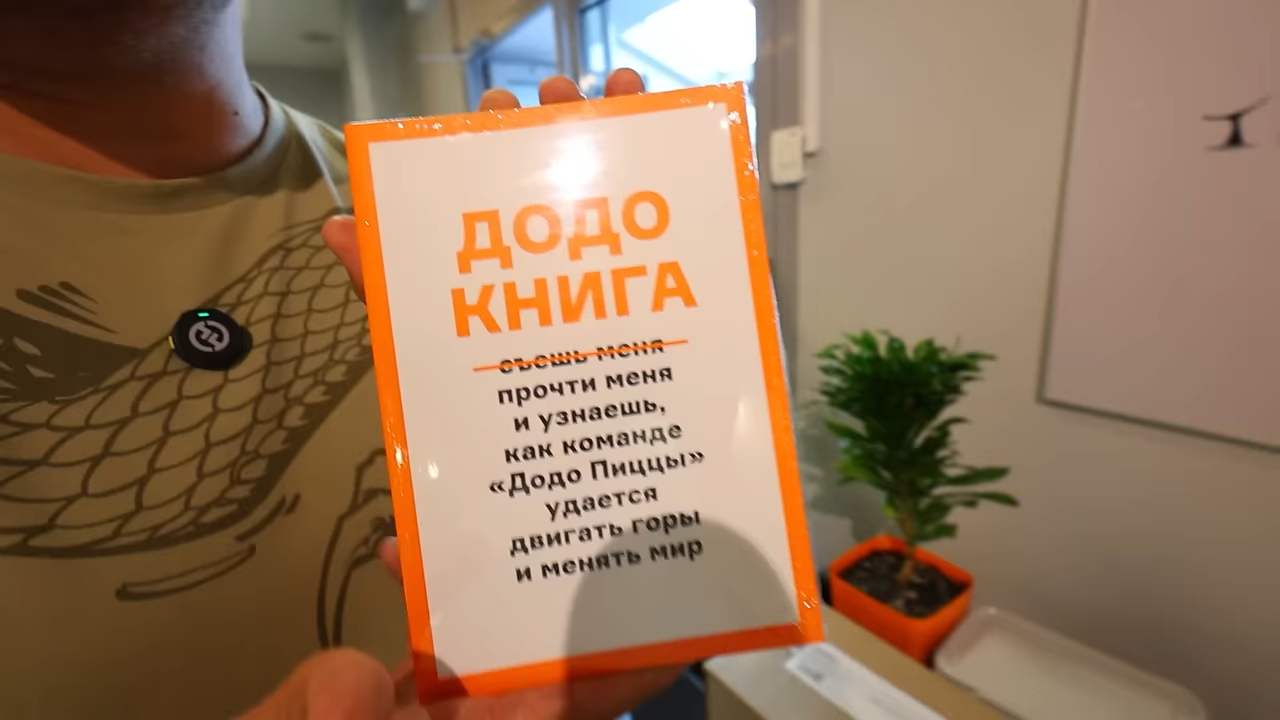 ДОДО
КНИГА
съешь меня
прочти меня
и узнаешь,
как команде
«Додо Пиццы»
удается
двигать горы
и менять мир